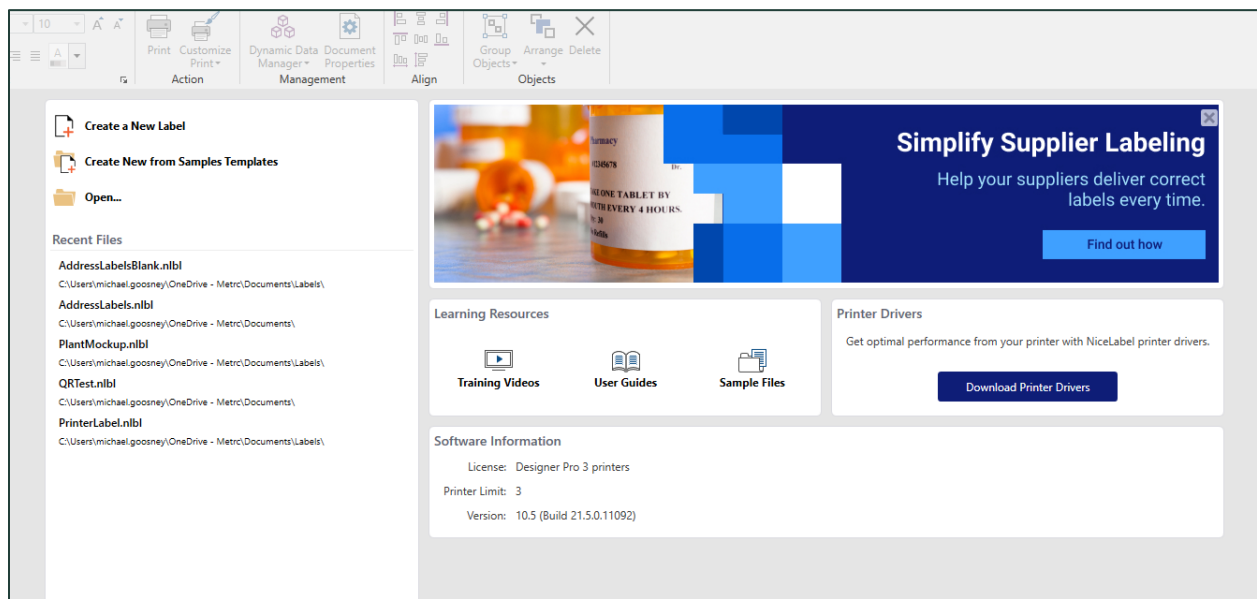 10 A A
A
Print Customize Print
Action
Dynamic Data Manager Document Properties
Management
Align
Group Objects Arrange Delete
Objects
Create a New Label
Create New from Samples Templates
Open...
Recent Files
AddressLabelsBlank.nlbl
C:\Users\michael.goosney\OneDrive - Metrc\Documents\Labels\
AddressLabels.nlbl
C:\Users\michael.goosney\OneDrive - Metrc\Documents\
PlantMockup.nlbl
C:\Users\michael.goosney\OneDrive - Metrc\Documents\Labels\
QRTest.nlbl
C:\Users\michael.goosney\OneDrive - Metrc\Documents\
PrinterLabel.nlbl
C:\Users\michael.goosney\OneDrive - Metrc\Documents\Labels\
Pharmacy
Dr.
ONE TABLET BY
EVERY 4 HOURS.
Simplify Supplier Labeling
Help your suppliers deliver correct
labels every time.
Find out how
Learning Resources
Training Videos User Guides Sample Files
Printer Drivers
Get optimal performance from your printer with NiceLabel printer drivers.
Download Printer Drivers
Software Information
License: Designer Pro 3 printers
Printer Limit: 3
Version: 10.5 (Build 21.5.0.11092)